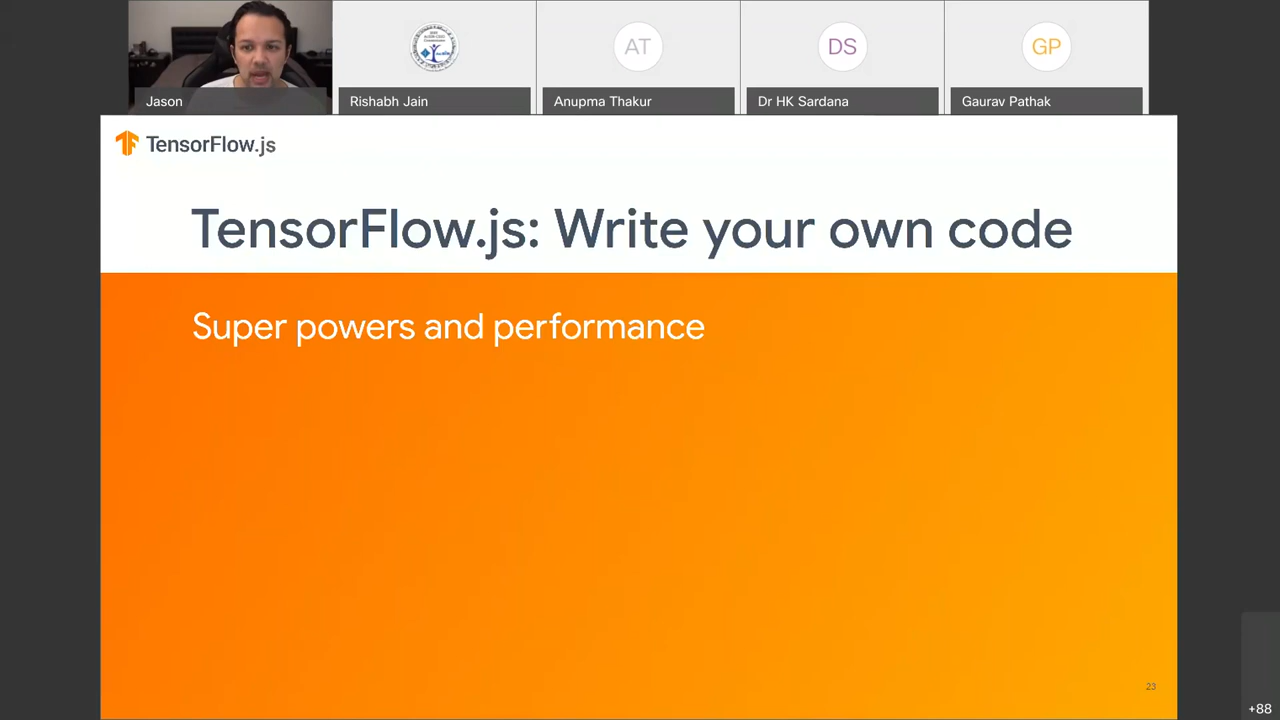 Jason
Rishabh Jain
AT
Anupma Thakur
DS
Dr HK Sardana
GP
Gaurav Pathak
TensorFlow.js
TensorFlow.js: Write your own code
Super powers and performance
23
+88